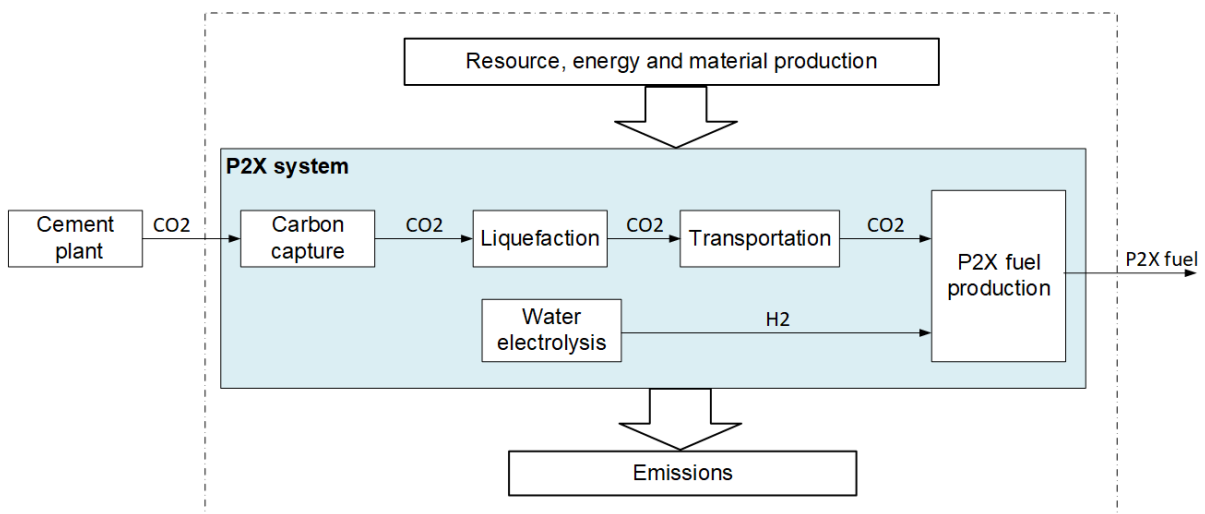 Resource, energy and material production
P2X system
Cement
plant
CO2
Carbon
capture
CO2
Liquefaction
CO2
Transportation
CO2
P2X fuel
production
P2X fuel
Water
electrolysis
H2
Emissions